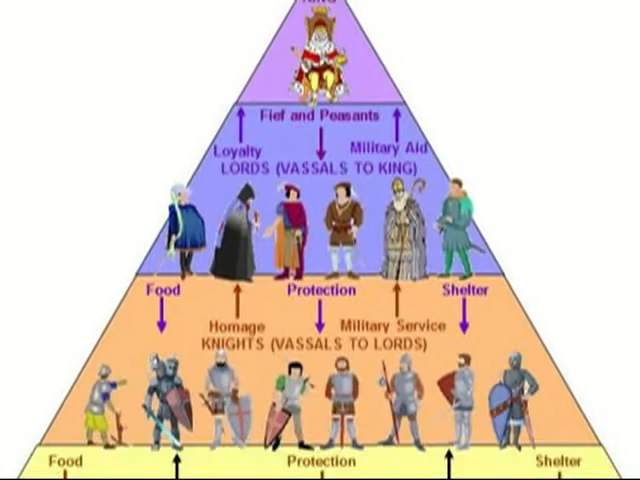 KING
Fief and Peasants
Loyalty
Military Aid
LORDS (VASSALS TO KING)
Food Protection Shelter
Homage Military Service
KNIGHTS (VASSALS TO LORDS)
Food Protection Shelter